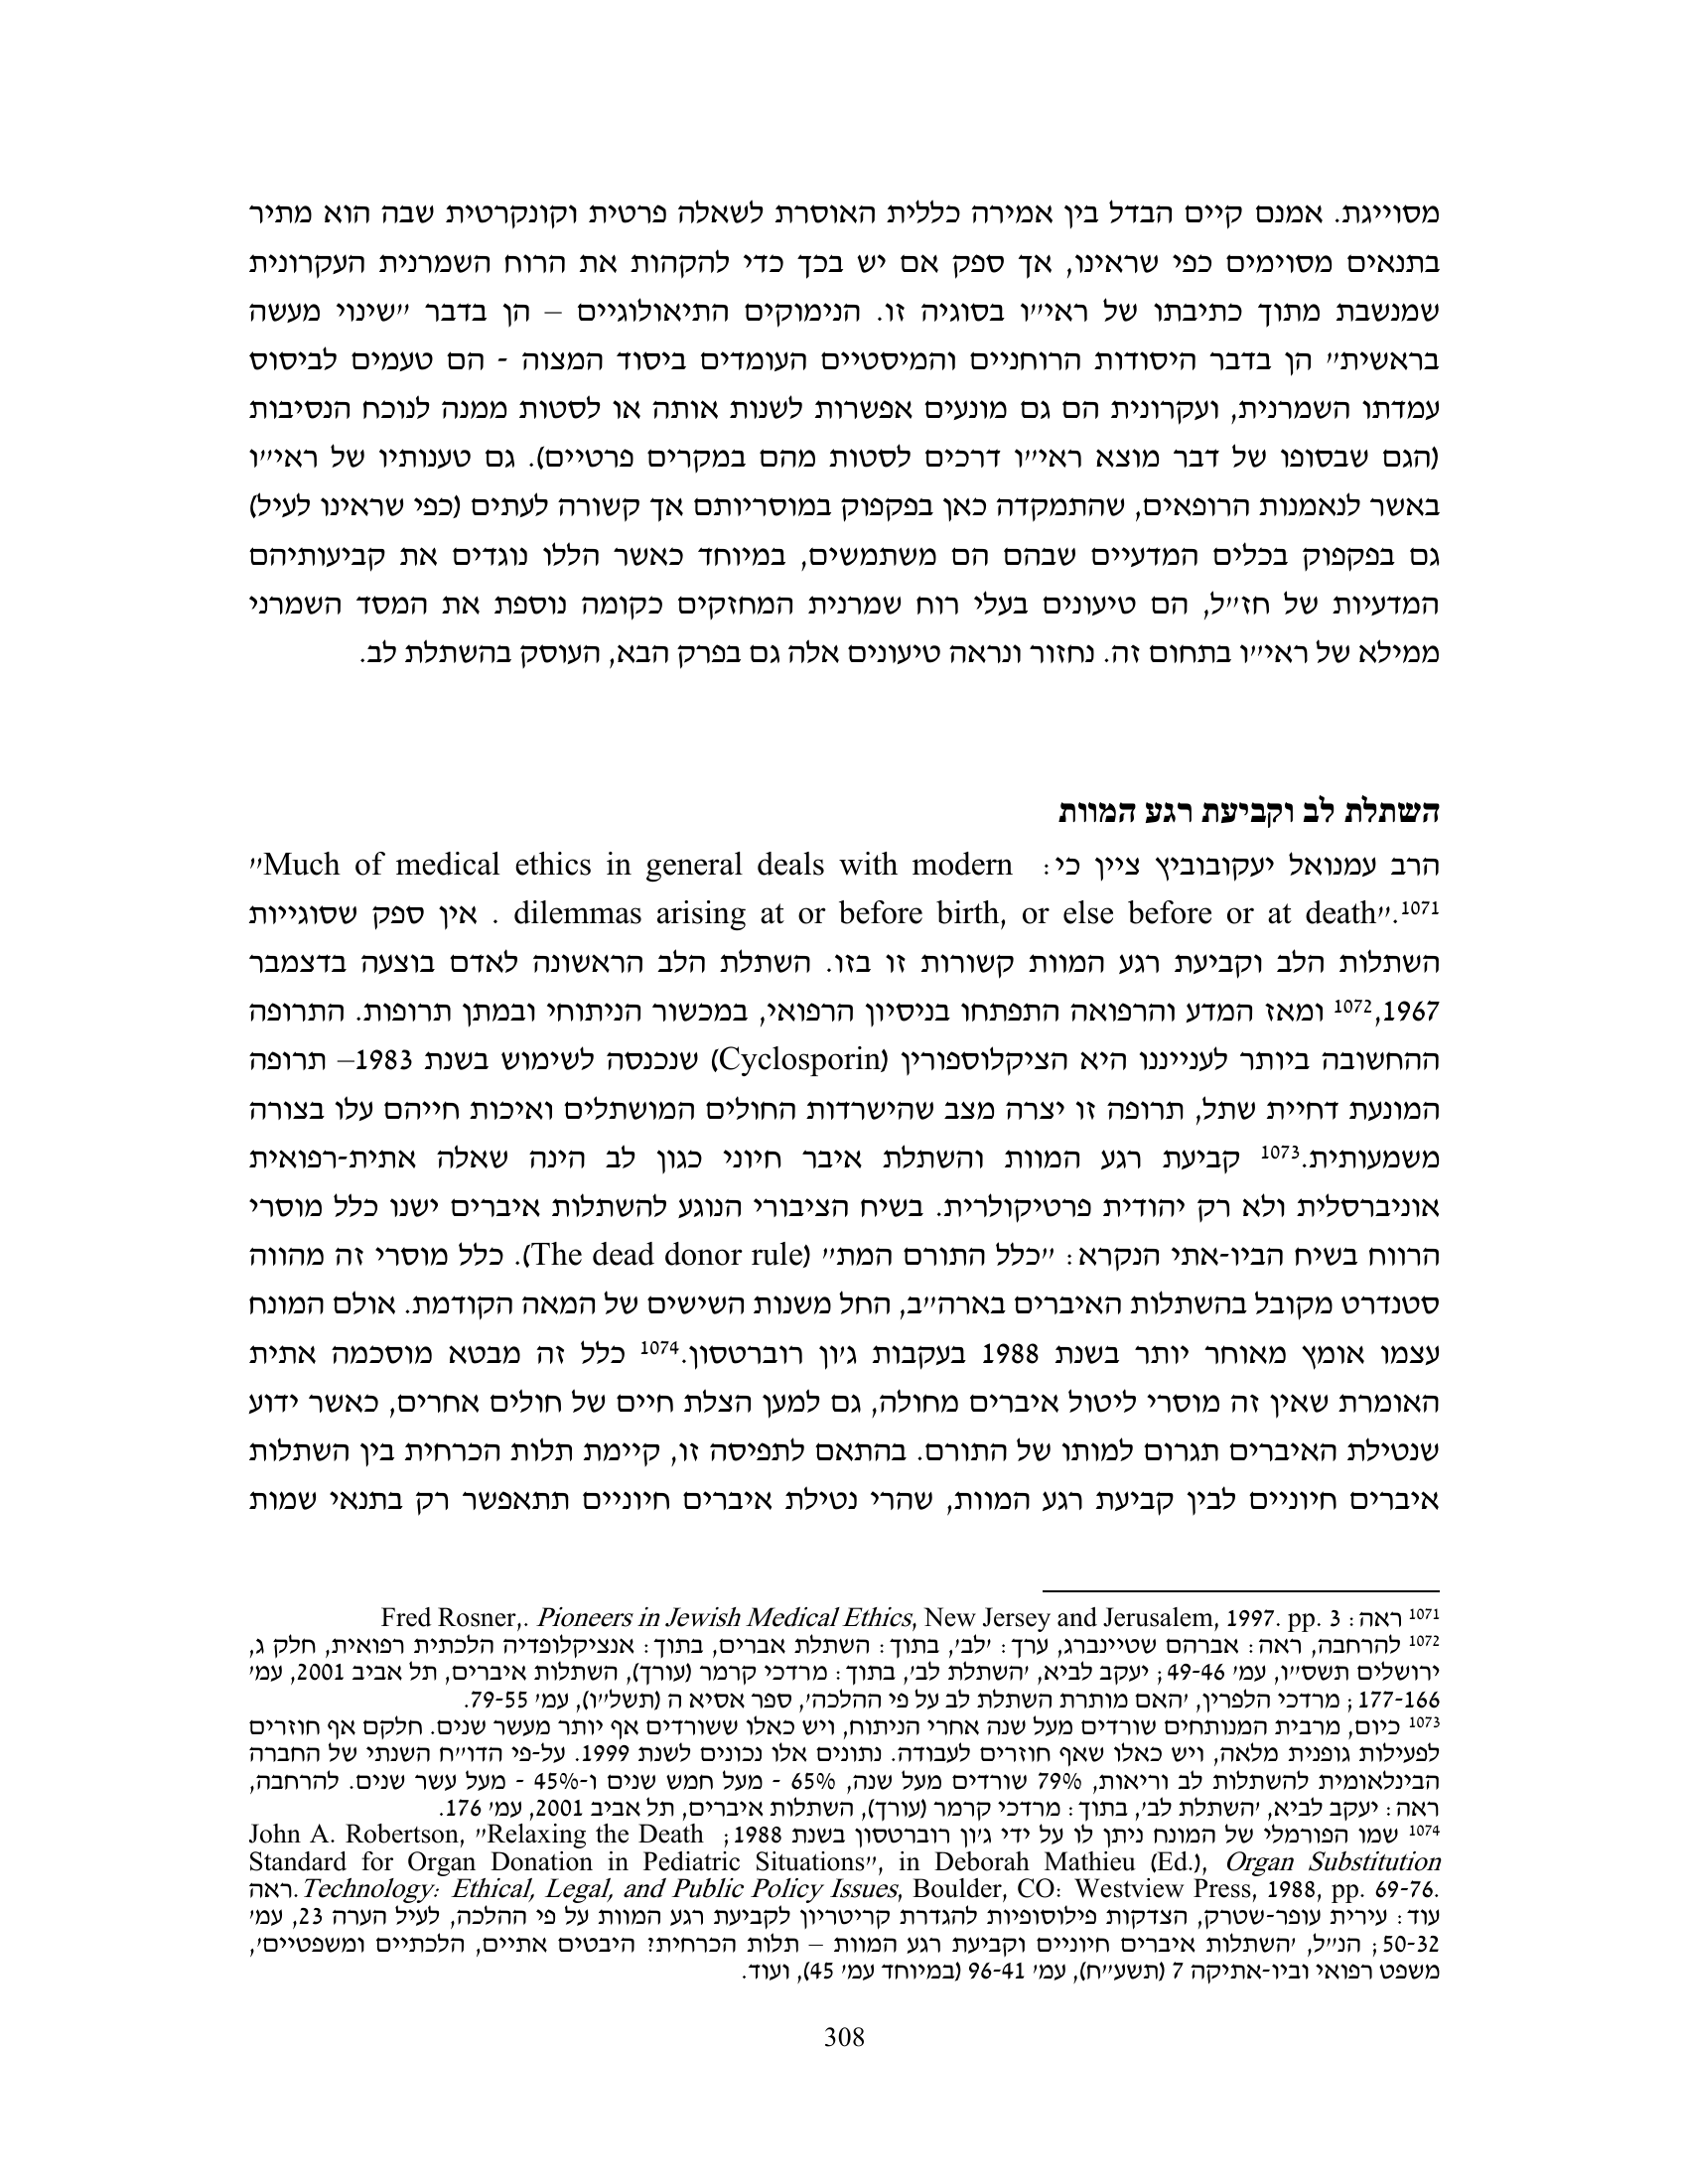 מסוייגת. אמנם קיים הבדל בין אמירה כללית האוסרת לשאלה פרטית וקונקרטית שבה הוא מתיר
בתנאים מסוימים כפי שראינו, אך ספק אם יש בכך כדי להקהות את הרוח השמרנית העקרונית
שמנשבת מתוך כתיבתו של ראי״ו בסוגיה זו. הנימוקים התיאולוגיים – הן בדבר ״שינוי מעשה
בראשית״ הן בדבר היסודות הרוחניים והמיסטיים העומדים ביסוד המצוה - הם טעמים לביסוס
עמדתו השמרנית, ועקרונית הם גם מונעים אפשרות לשנות אותה או לסטות ממנה לנוכח הנסיבות
(הגם שבסופו של דבר מוצא ראי״ו דרכים לסטות מהם במקרים פרטיים). גם טענותיו של ראי״ו
באשר לנאמנות הרופאים, שהתמקדה כאן בפקפוק במוסריותם אך קשורה לעתים (כפי שראינו לעיל)
גם בפקפוק בכלים המדעיים שבהם הם משתמשים, במיוחד כאשר הללו נוגדים את קביעותיהם
המדעיות של חז״ל, הם טיעונים בעלי רוח שמרנית המחזקים כקומה נוספת את המסד השמרני
ממילא של ראי״ו בתחום זה. נחזור ונראה טיעונים אלה גם בפרק הבא, העוסק בהשתלת לב.
השתלת לב וקביעת רגע המוות
הרב עמנואל יעקובוביץ ציין כי: ״Much of medical ethics in general deals with modern
dilemmas arising at or before birth, or else before or at death״.1071 . אין ספק שסוגייות
השתלות הלב וקביעת רגע המוות קשורות זו בזו. השתלת הלב הראשונה לאדם בוצעה בדצמבר
1967,1072 ומאז המדע והרפואה התפתחו בניסיון הרפואי, במכשור הניתוחי ובמתן תרופות. התרופה
ההחשובה ביותר לענייננו היא הציקלוספורין (Cyclosporin) שנכנסה לשימוש בשנת 1983– תרופה
המונעת דחיית שתל, תרופה זו יצרה מצב שהישרדות החולים המושתלים ואיכות חייהם עלו בצורה
משמעותית.1073 קביעת רגע המוות והשתלת איבר חיוני כגון לב הינה שאלה אתית-רפואית
אוניברסלית ולא רק יהודית פרטיקולרית. בשיח הציבורי הנוגע להשתלות איברים ישנו כלל מוסרי
הרווח בשיח הביו-אתי הנקרא: ״כלל התורם המת״ (The dead donor rule). כלל מוסרי זה מהווה
סטנדרט מקובל בהשתלות האיברים בארה״ב, החל משנות השישים של המאה הקודמת. אולם המונח
עצמו אומץ מאוחר יותר בשנת 1988 בעקבות ג׳ון רוברטסון.1074 כלל זה מבטא מוסכמה אתית
האומרת שאין זה מוסרי ליטול איברים מחולה, גם למען הצלת חיים של חולים אחרים, כאשר ידוע
שנטילת האיברים תגרום למותו של התורם. בהתאם לתפיסה זו, קיימת תלות הכרחית בין השתלות
איברים חיוניים לבין קביעת רגע המוות, שהרי נטילת איברים חיוניים תתאפשר רק בתנאי שמות
1071 ראה: Fred Rosner,. Pioneers in Jewish Medical Ethics, New Jersey and Jerusalem, 1997. pp. 3
1072 להרחבה, ראה: אברהם שטיינברג, ערך: ׳לב׳, בתוך: השתלת אברים, בתוך: אנציקלופדיה הלכתית רפואית, חלק ג,
ירושלים תשס״ו, עמ׳ 49-46; יעקב לביא, ׳השתלת לב׳, בתוך: מרדכי קרמר (עורך), השתלות איברים, תל אביב 2001, עמ׳
177-166; מרדכי הלפרין, ׳האם מותרת השתלת לב על פי ההלכה׳, ספר אסיא ה (תשל״ו), עמ׳ 79-55.
1073 כיום, מרבית המנותחים שורדים מעל שנה אחרי הניתוח, ויש כאלו ששורדים אף יותר מעשר שנים. חלקם אף חוזרים
לפעילות גופנית מלאה, ויש כאלו שאף חוזרים לעבודה. נתונים אלו נכונים לשנת 1999. על-פי הדו״ח השנתי של החברה
הבינלאומית להשתלות לב וריאות, 79% שורדים מעל שנה, 65% - מעל חמש שנים ו-45% - מעל עשר שנים. להרחבה,
ראה: יעקב לביא, ׳השתלת לב׳, בתוך: מרדכי קרמר (עורך), השתלות איברים, תל אביב 2001, עמ׳ 176.
1074 שמו הפורמלי של המונח ניתן לו על ידי ג׳ון רוברטסון בשנת 1988; John A. Robertson, ״Relaxing the Death
Standard for Organ Donation in Pediatric Situations״, in Deborah Mathieu (Ed.), Organ Substitution
Technology: Ethical, Legal, and Public Policy Issues, Boulder, CO: Westview Press, 1988, pp. 69-76. .ראה
עוד: עירית עופר-שטרק, הצדקות פילוסופיות להגדרת קריטריון לקביעת רגע המוות על פי ההלכה, לעיל הערה 23, עמ׳
50-32; הנ״ל, ׳השתלות איברים חיוניים וקביעת רגע המוות – תלות הכרחית? היבטים אתיים, הלכתיים ומשפטיים׳,
משפט רפואי וביו-אתיקה 7 (תשע״ח), עמ׳ 96-41 (במיוחד עמ׳ 45), ועוד.
308